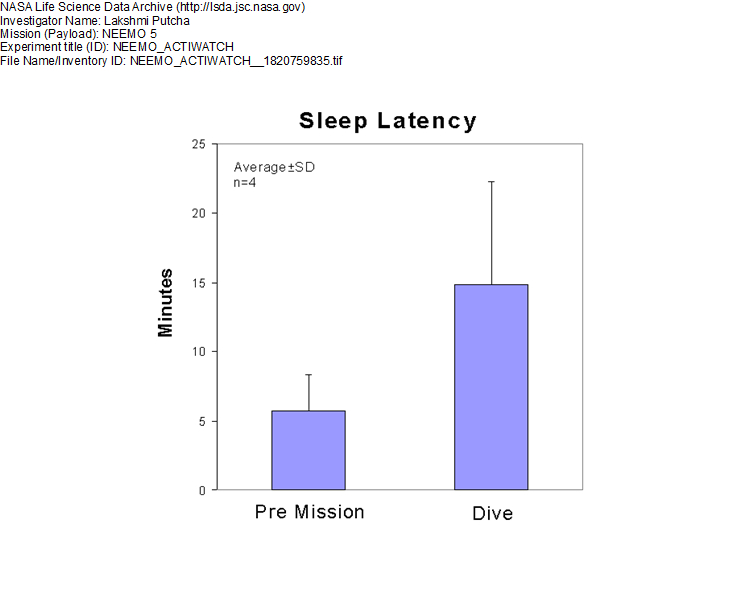 NASA Life Science Data Archive (http://lsda.jsc.nasa.gov)
Investigator Name: Lakshmi Putcha
Mission (Payload): NEEMO 5
Experiment title (ID): NEEMO_ACTIWATCH
File Name/Inventory ID: NEEMO_ACTIWATCH__1820759835.tif
Sleep Latency
25
Average±SD
n=4
20
15
Minutes
10
5
0
Pre Mission
Dive